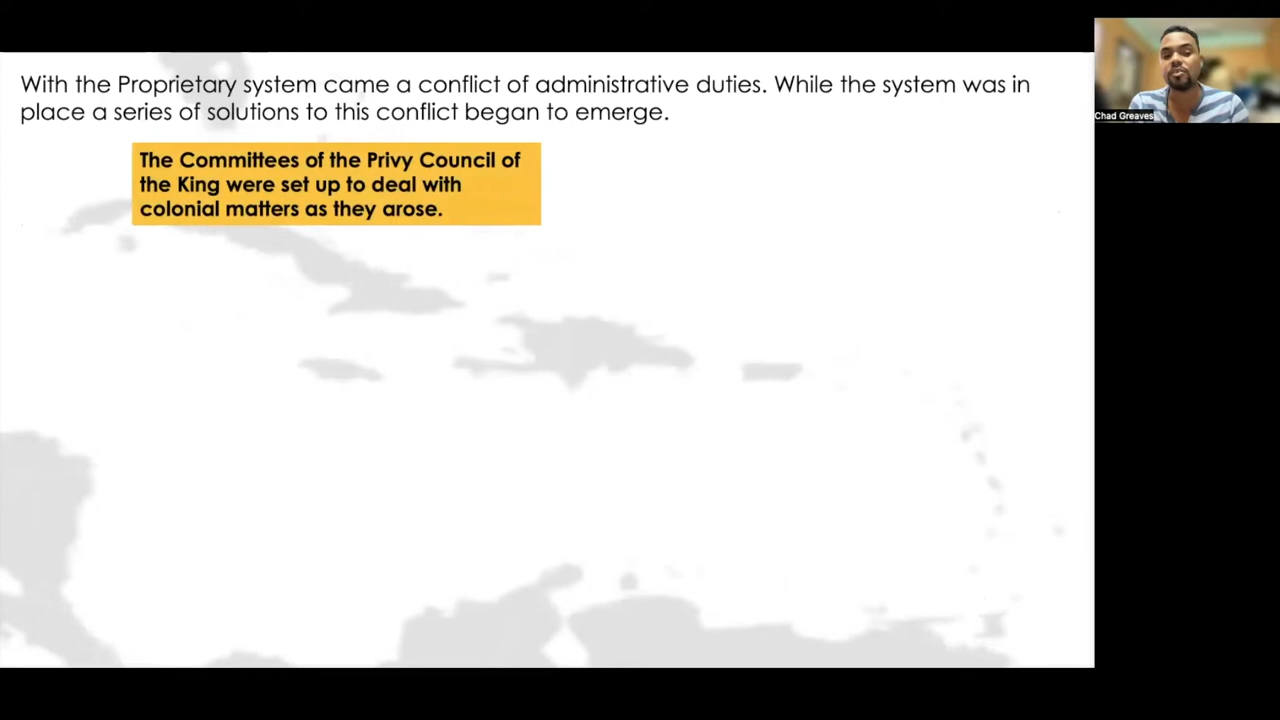 With the Proprietary system came a conflict of administrative duties. While the system was in
place a series of solutions to this conflict began to emerge.
The Committees of the Privy Council of
the King were set up to deal with
colonial matters as they arose.
Chad Greaves